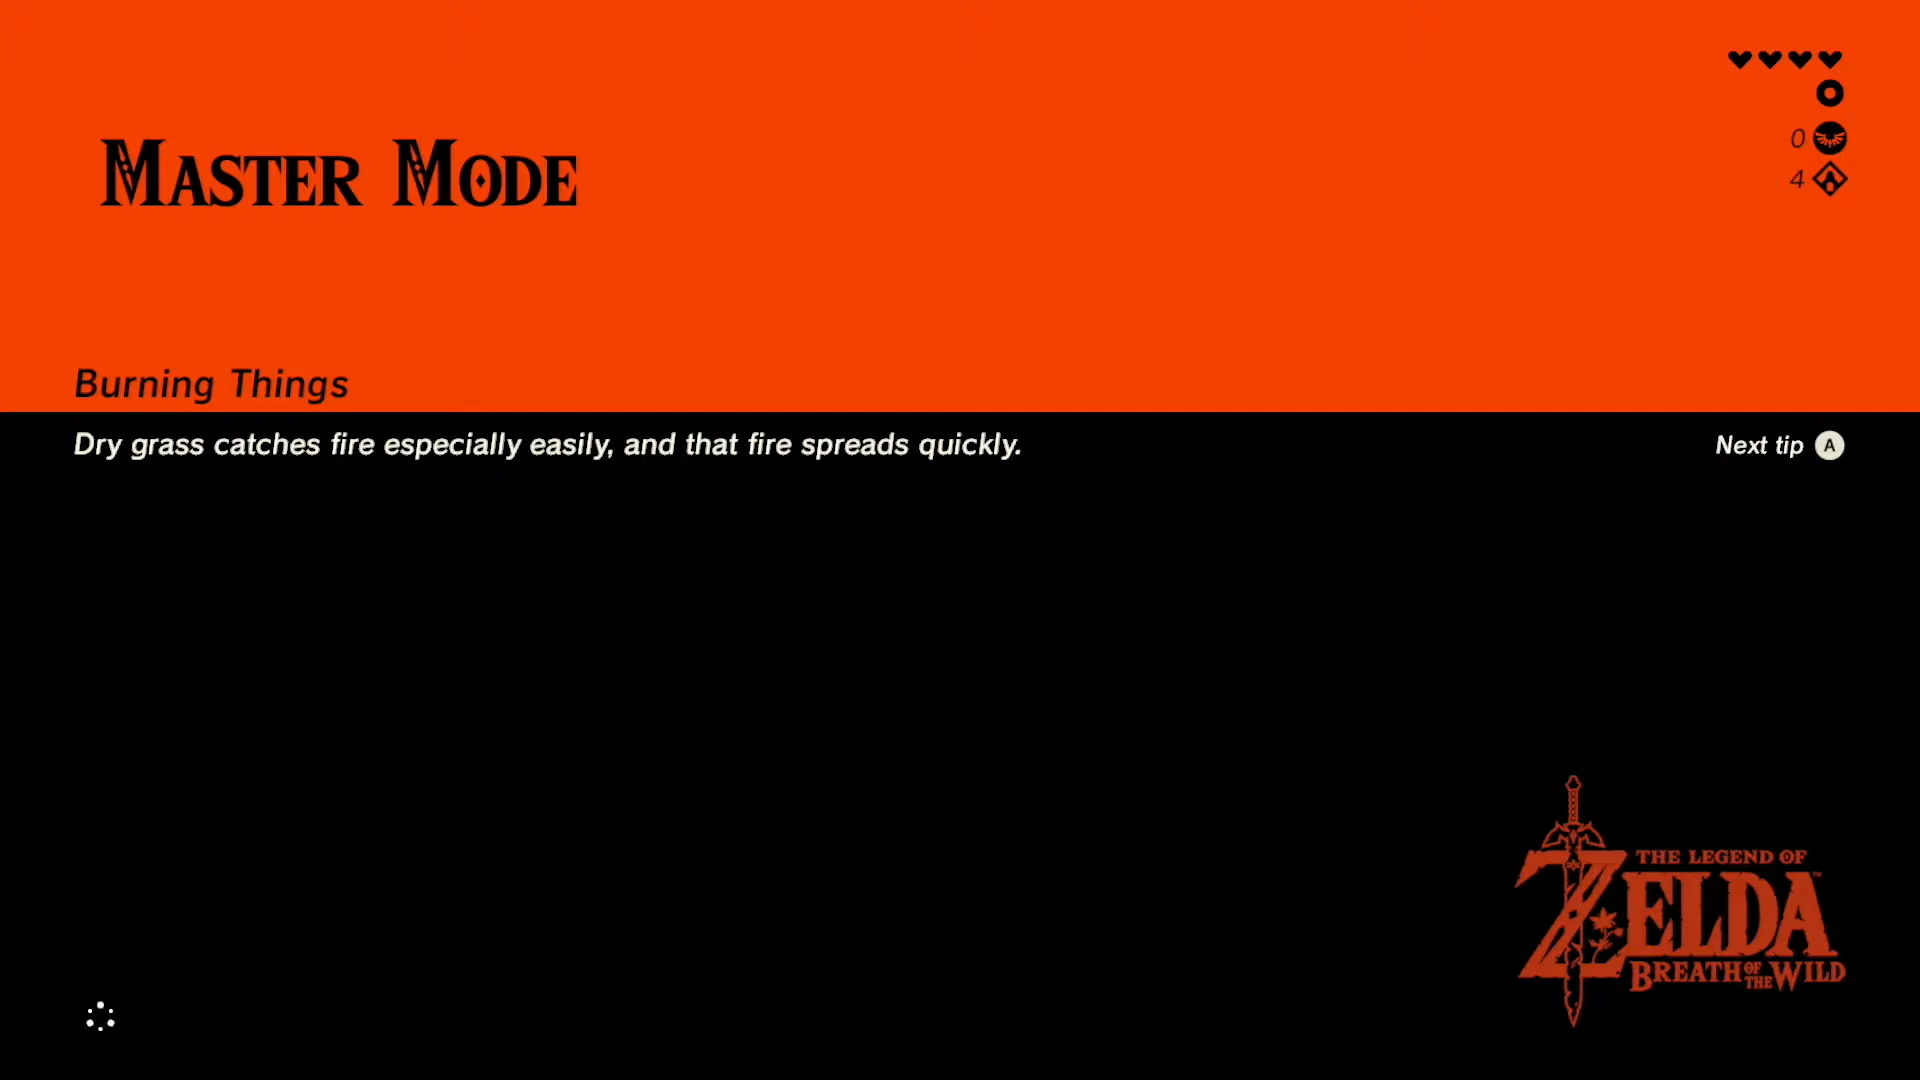 MASTER MODE
0
4
Burning Things
Dry grass catches fire especially easily, and that fire spreads quickly.
Next tip A
THE LEGEND OF
ZELDA™
BREATH OF THE WILD